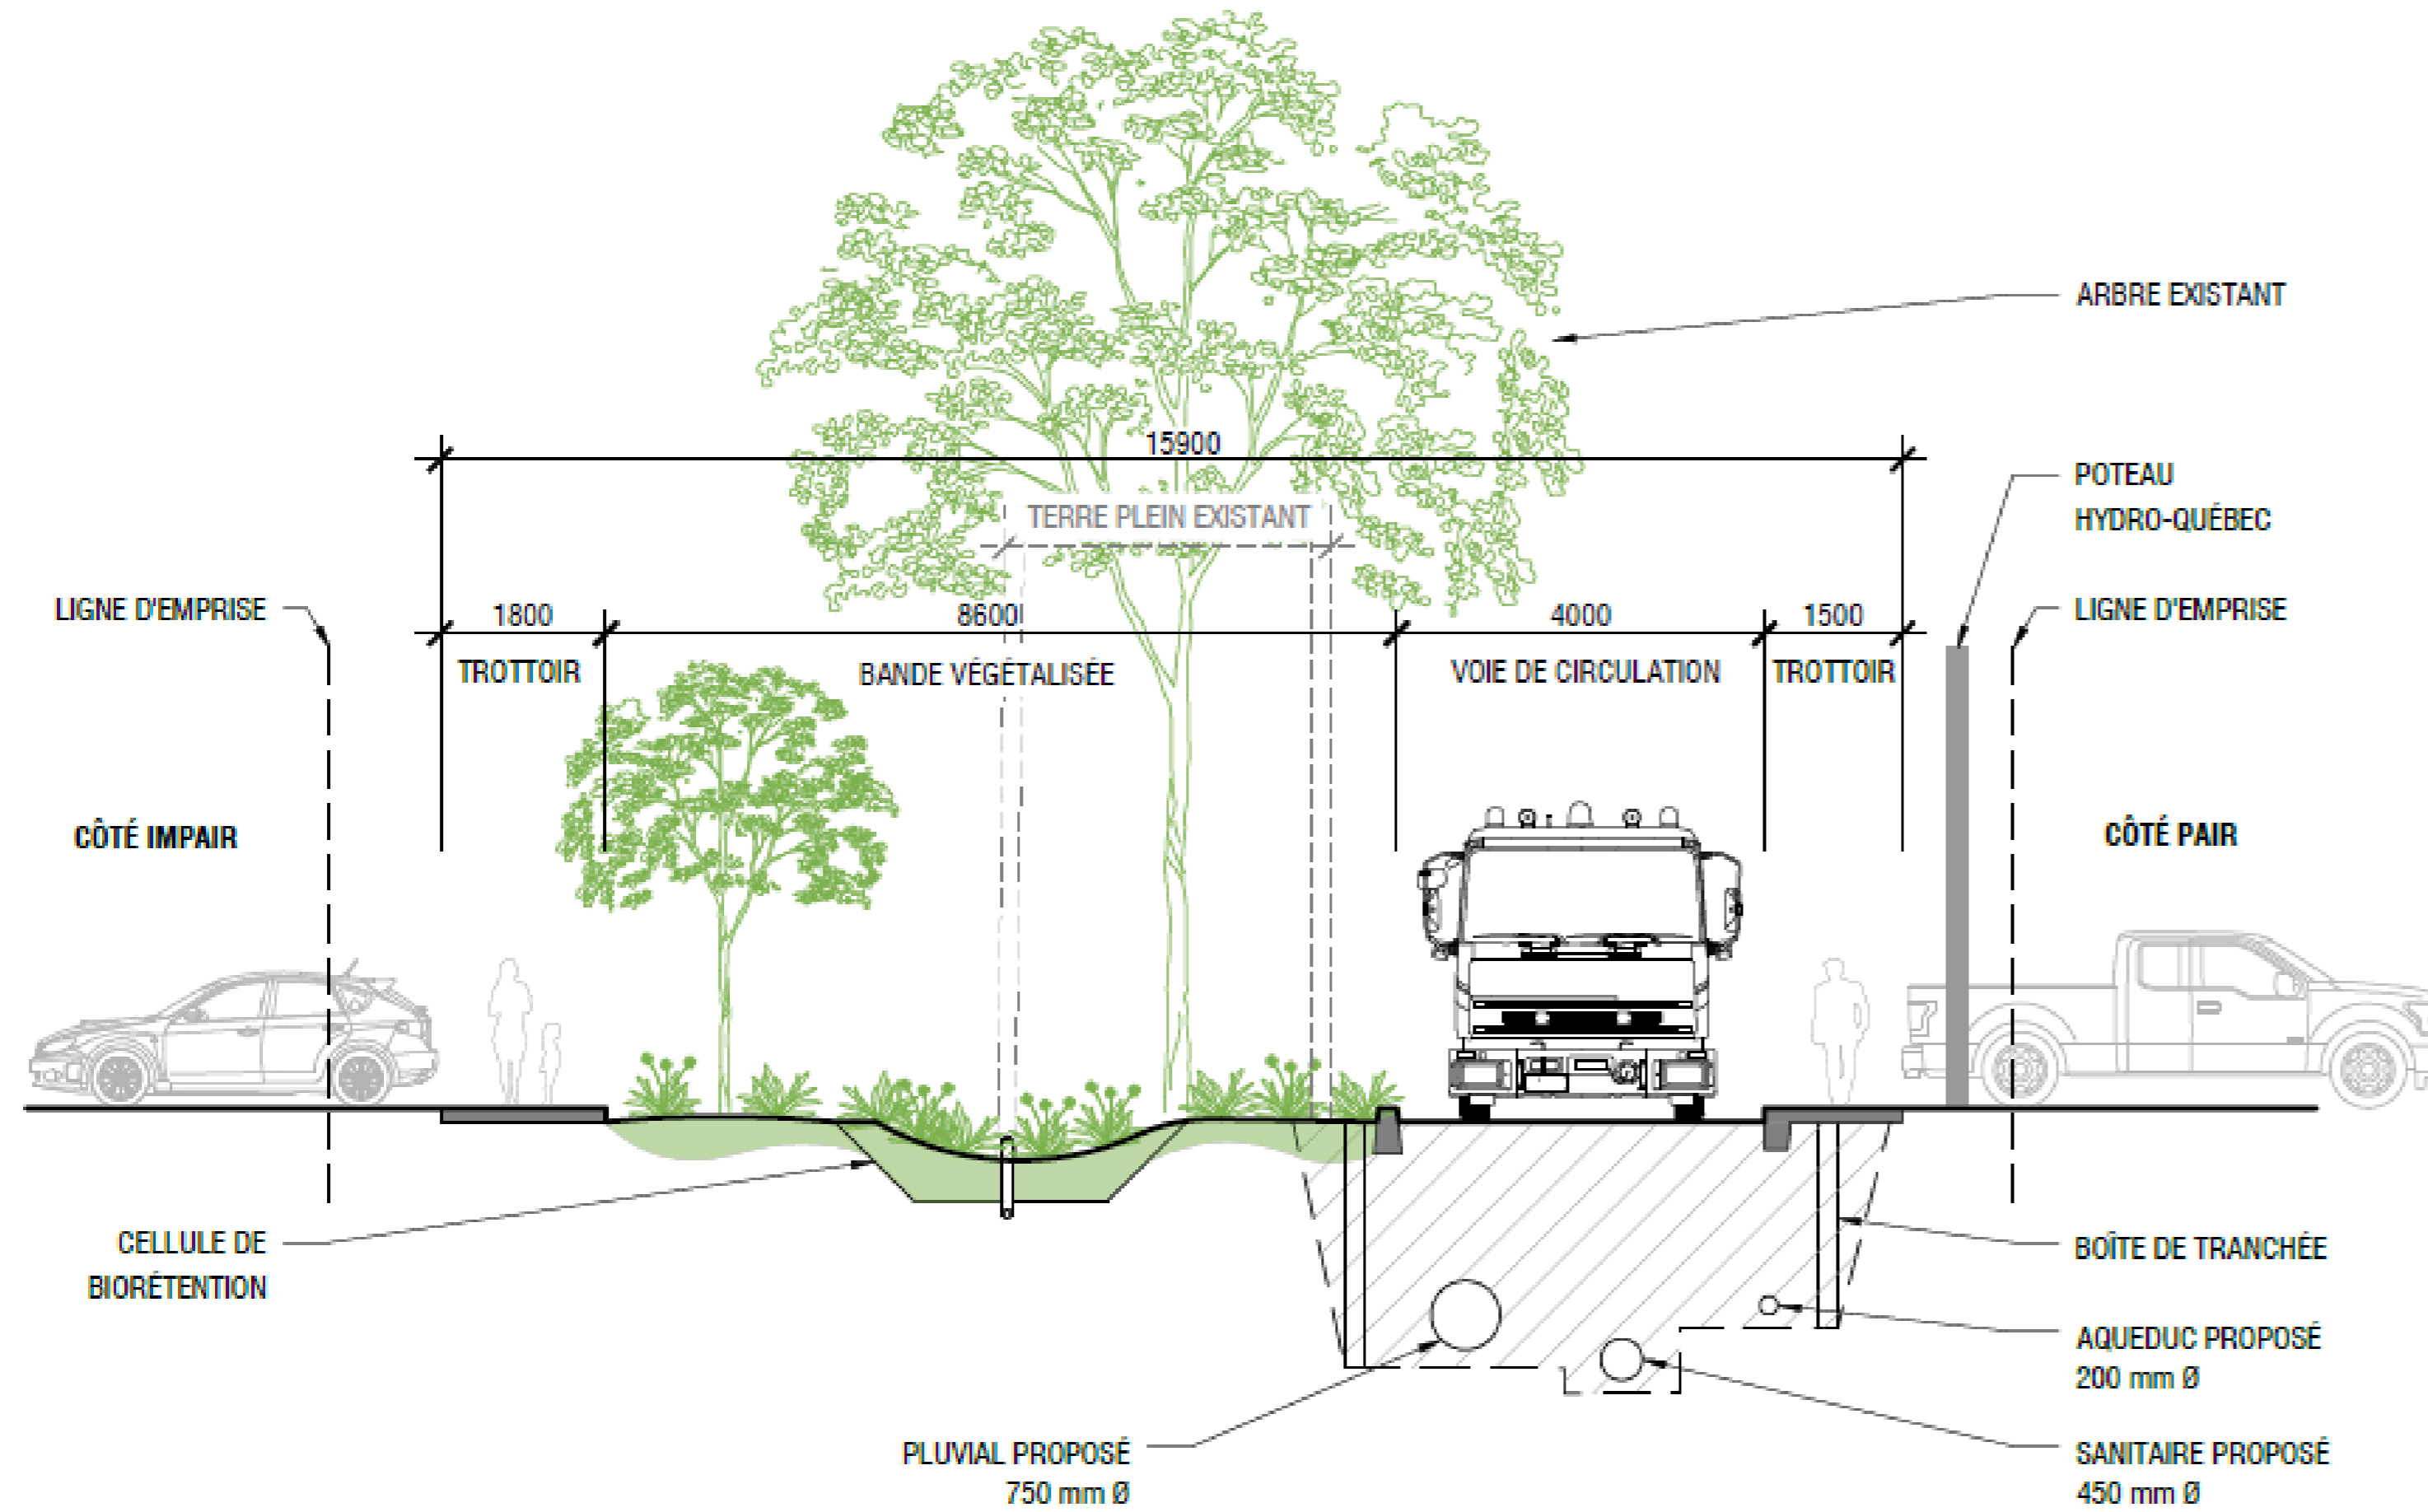 ARBRE EXISTANT
15900
POTEAU
HYDRO-QUÉBEC
TERRE PLEIN EXISTANT
LIGNE D'EMPRISE
1800
8600
4000
1500
LIGNE D'EMPRISE
TROTTOIR
BANDE VÉGÉTALISÉE
VOIE DE CIRCULATION
TROTTOIR
CÔTÉ IMPAIR
CÔTÉ PAIR
CELLULE DE
BIORÉTENTION
BOÎTE DE TRANCHÉE
AQUEDUC PROPOSÉ
200 mm Ø
PLUVIAL PROPOSÉ
750 mm Ø
SANITAIRE PROPOSÉ
450 mm Ø